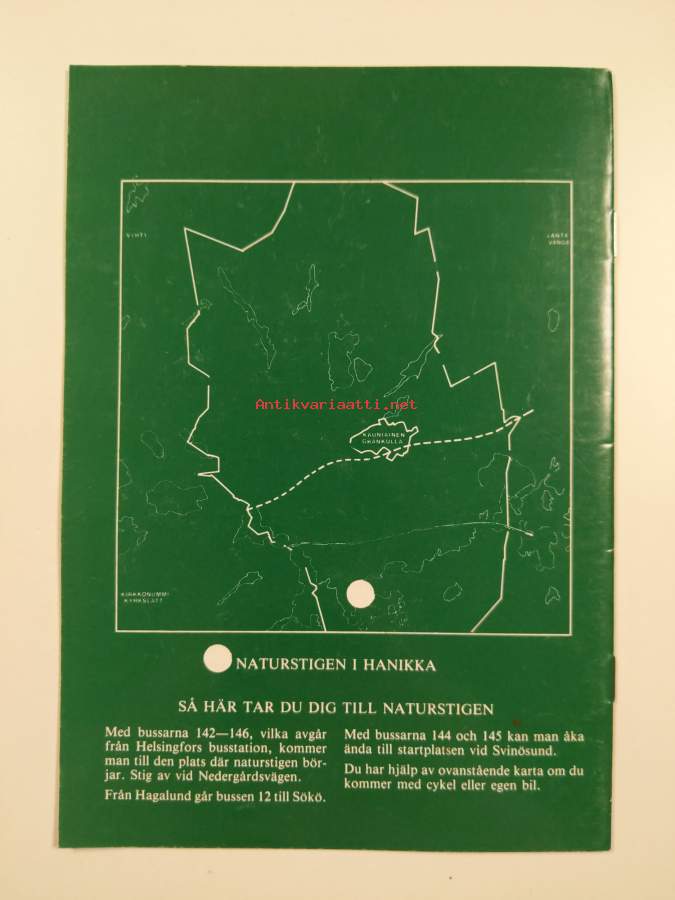 VIHTI
VANDA
Antikvariaatti.net
KAUNIAINEN
GRANKULLA
KIRKKONUMMI
KYRKSLÄTT
NATURSTIGEN I HANIKKA
SÅ HÄR TAR DU DIG TILL NATURSTIGEN
Med bussarna 142—146, vilka avgår
från Helsingfors busstation, kommer
man till den plats där naturstigen bör-
jar. Stig av vid Nedergårdsvägen.
Från Hagalund går bussen 12 till Sökö.
Med bussarna 144 och 145 kan man åka
ända till startplatsen vid Svinösund.
Du har hjälp av ovanstående karta om du
kommer med cykel eller egen bil.